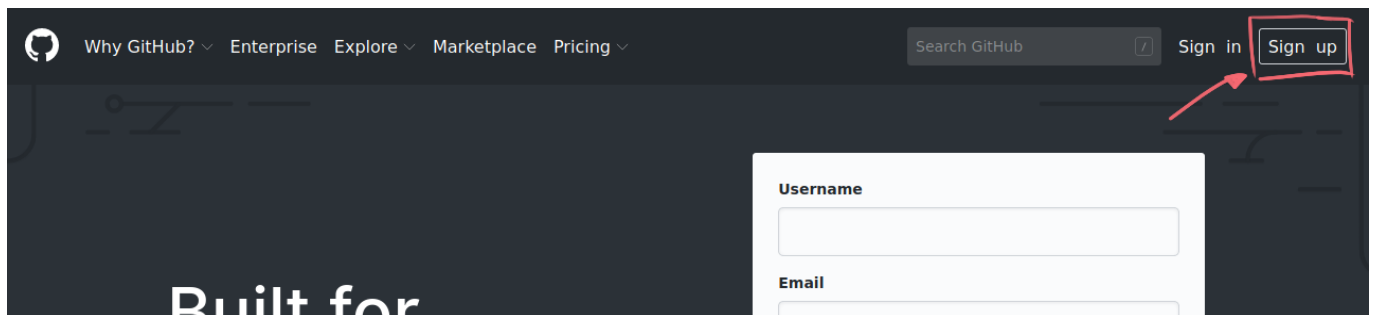 Why GitHub? Enterprise Explore Marketplace Pricing Search GitHub / Sign in Sign up
Username
Email
Built for